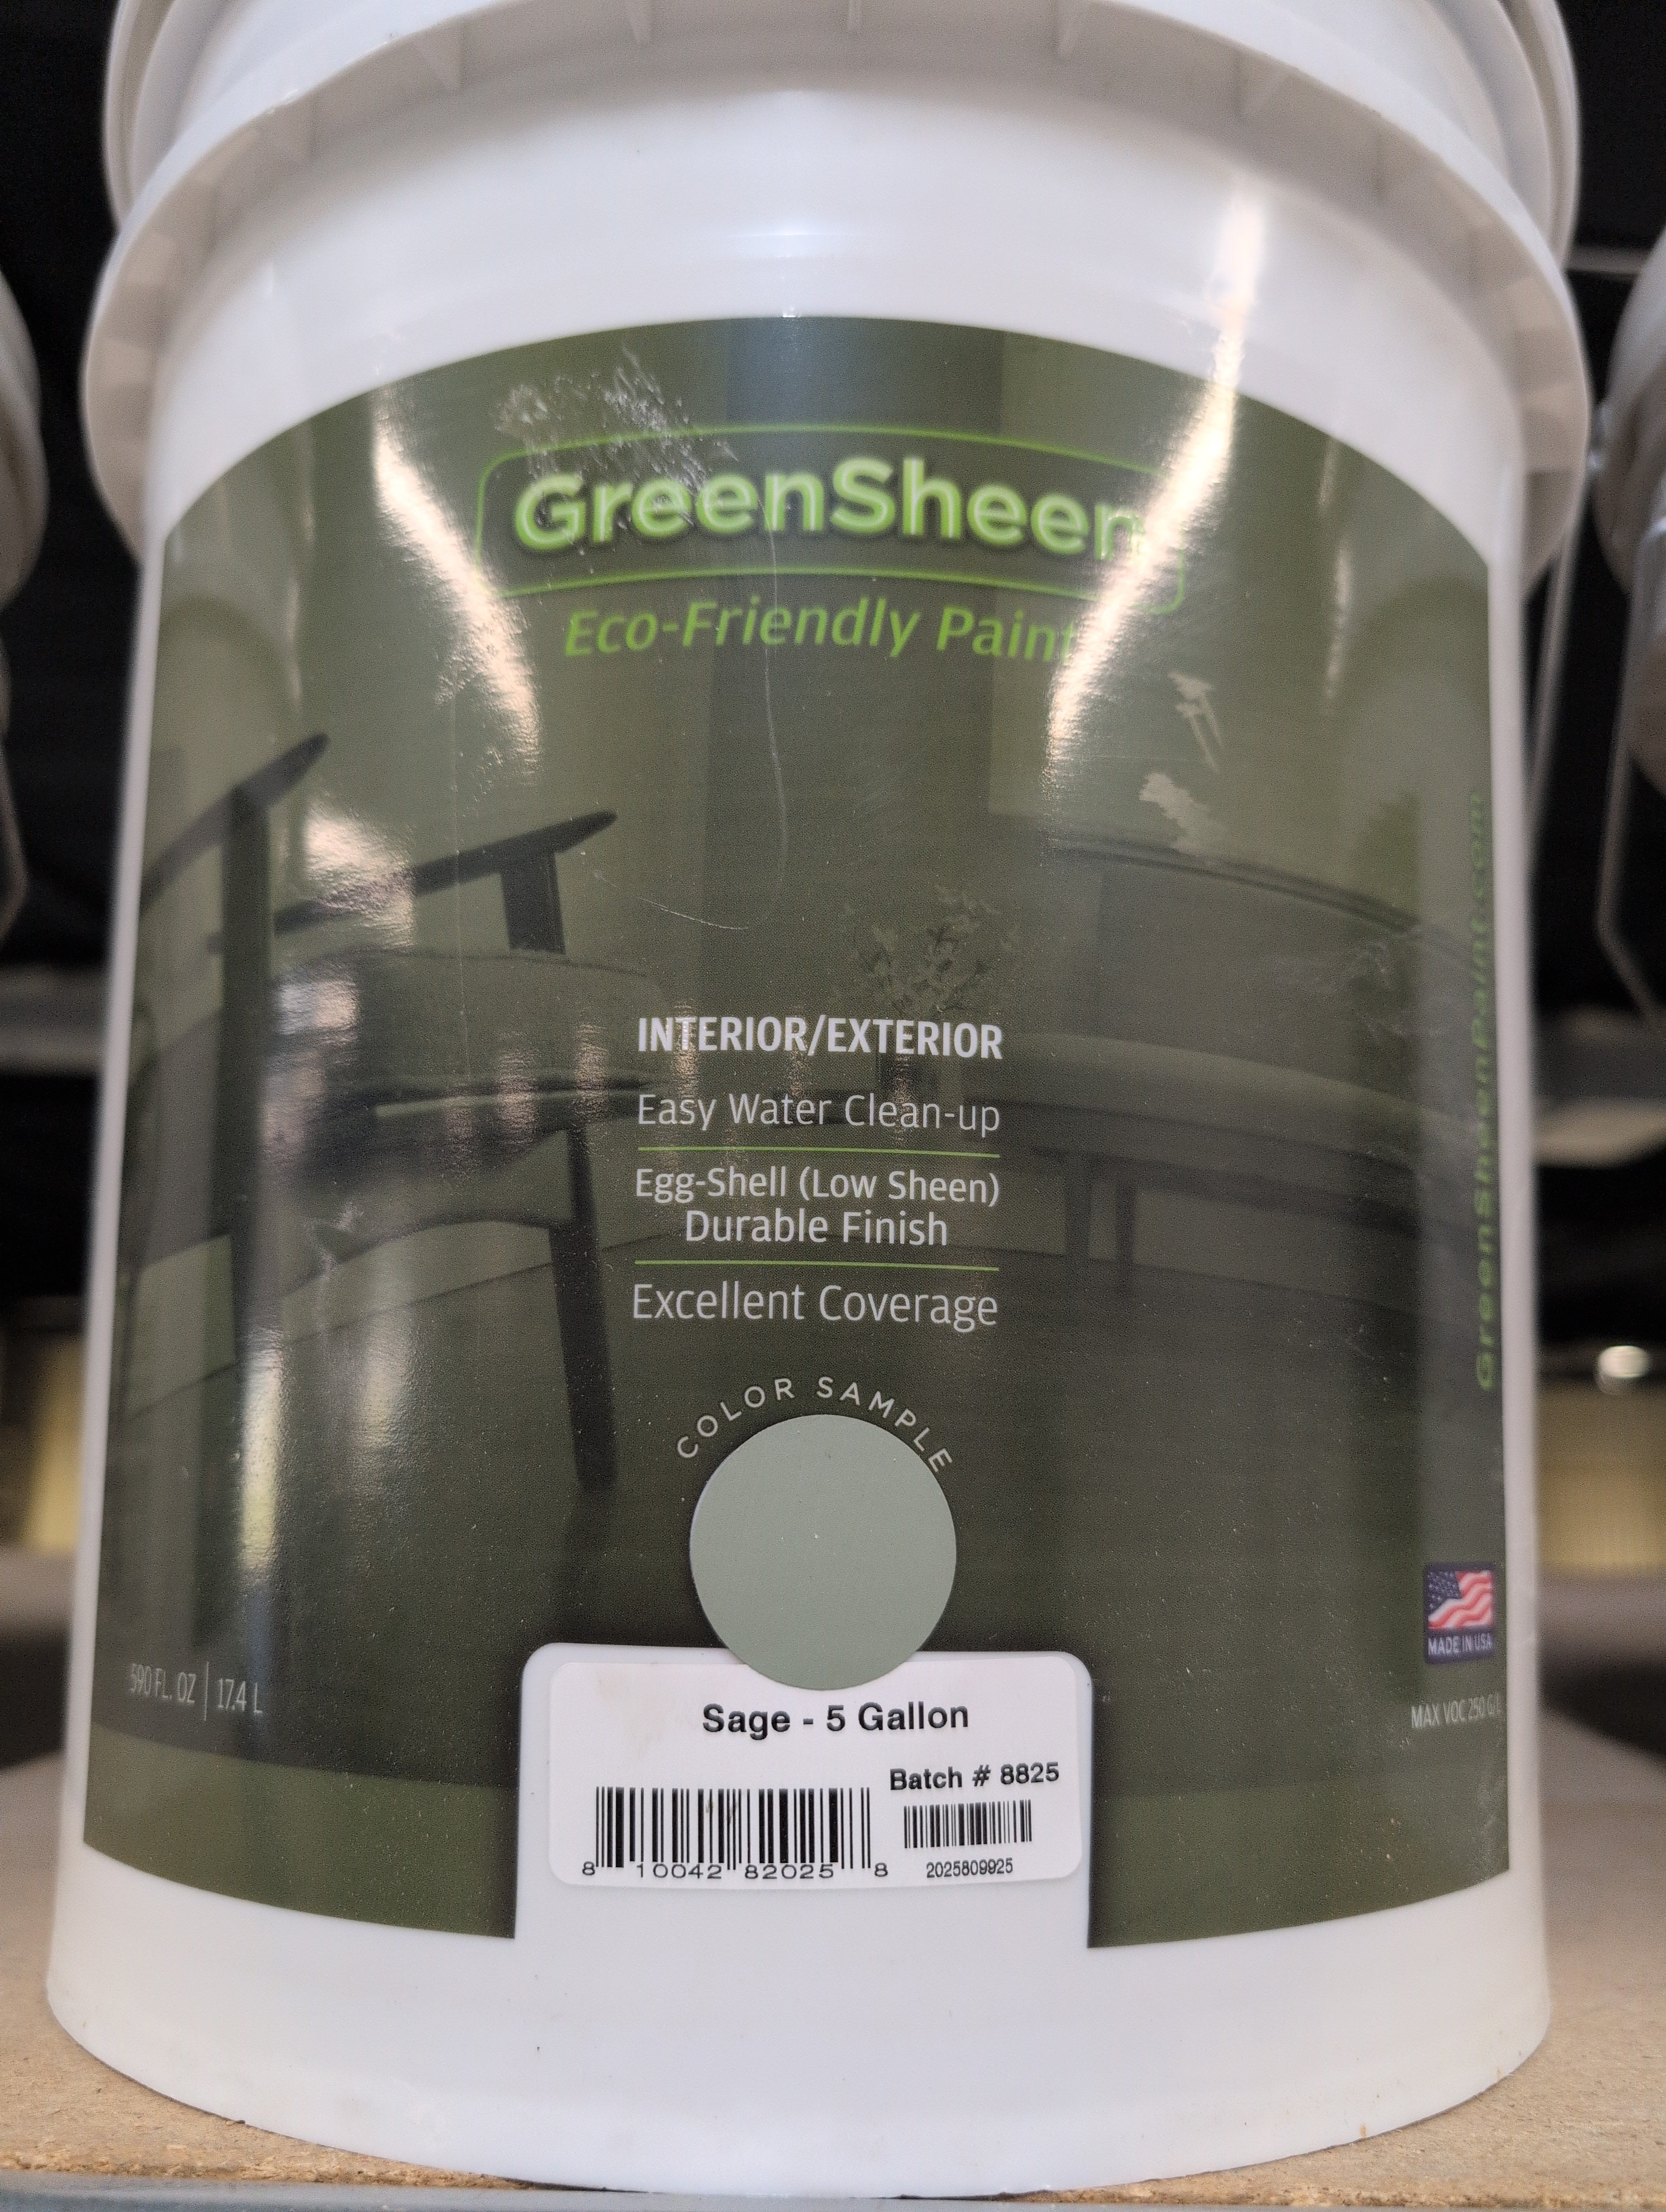 GreenSheen
Eco-Friendly Paint
INTERIOR/EXTERIOR
Easy Water Clean-up
Egg-Shell (Low Sheen)
Durable Finish
Excellent Coverage
COLOR SAMPLE
GreenSheenPaint.com
MADE IN USA
590 FL. OZ | 17.4 L
MAX VOC 250 G/L
Sage - 5 Gallon
Batch # 8825
8 10042 82025 8
2025809925